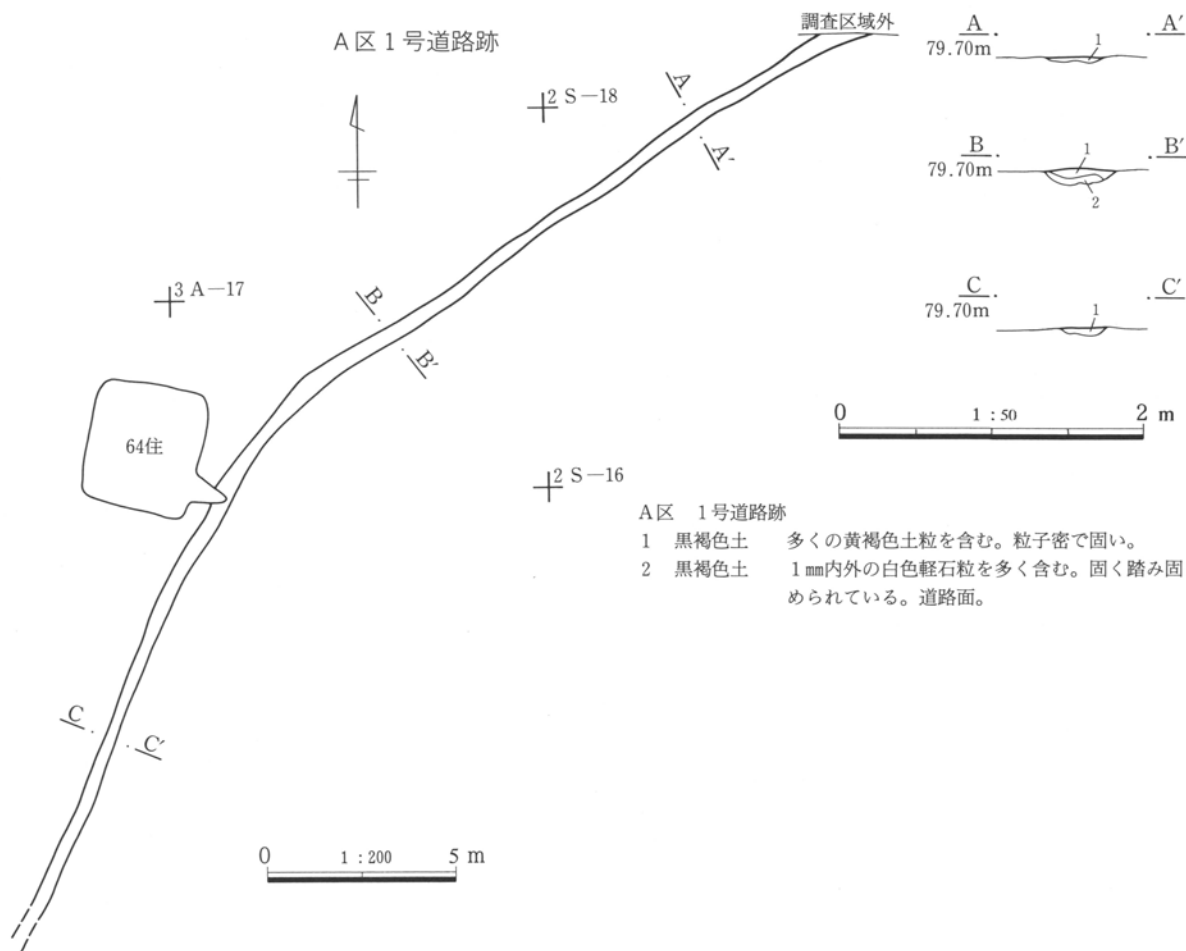 A区1号道路跡
調査区域外
A
A′
2 S—18
3 A—17
B
B′
64住
2 S—16
C
C′
0 1:200 5 m
A A′
79.70m
1
B B′
79.70m
1
2
C C′
79.70m
1
0 1:50 2 m
A区 1号道路跡
1 黒褐色土 多くの黄褐色土粒を含む。粒子密で固い。
2 黒褐色土 1㎜内外の白色軽石粒を多く含む。固く踏み固
められている。道路面。